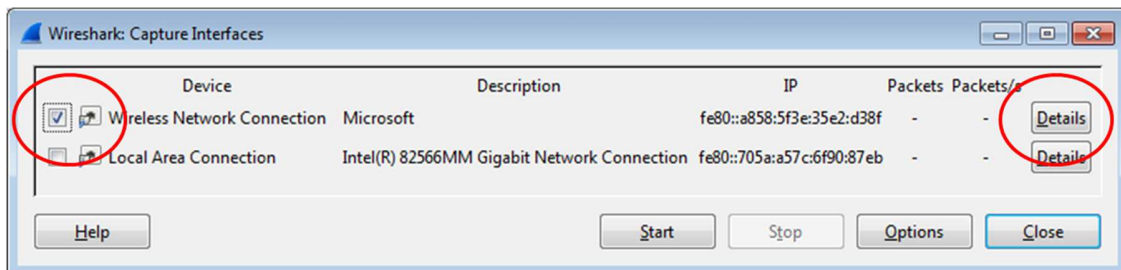 Wireshark: Capture Interfaces
Device Description IP Packets Packets/s
Wireless Network Connection Microsoft fe80::a858:5f3e:35e2:d38f - - Details
Local Area Connection Intel(R) 82566MM Gigabit Network Connection fe80::705a:a57c:6f90:87eb - - Details
Help Start Stop Options Close